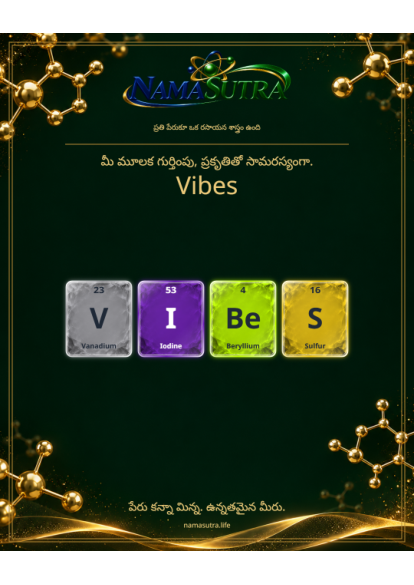 NAMASUTRA
ప్రతి పేరుకూ ఒక రసాయన శాస్త్రం ఉంది
మీ మూలక గుర్తింపు, ప్రకృతితో సామరస్యంగా.
Vibes
23 53 4 16
V I Be S
Vanadium Iodine Beryllium Sulfur
పేరు కన్నా మిన్న. ఉన్నతమైన మీరు.
namasutra.life